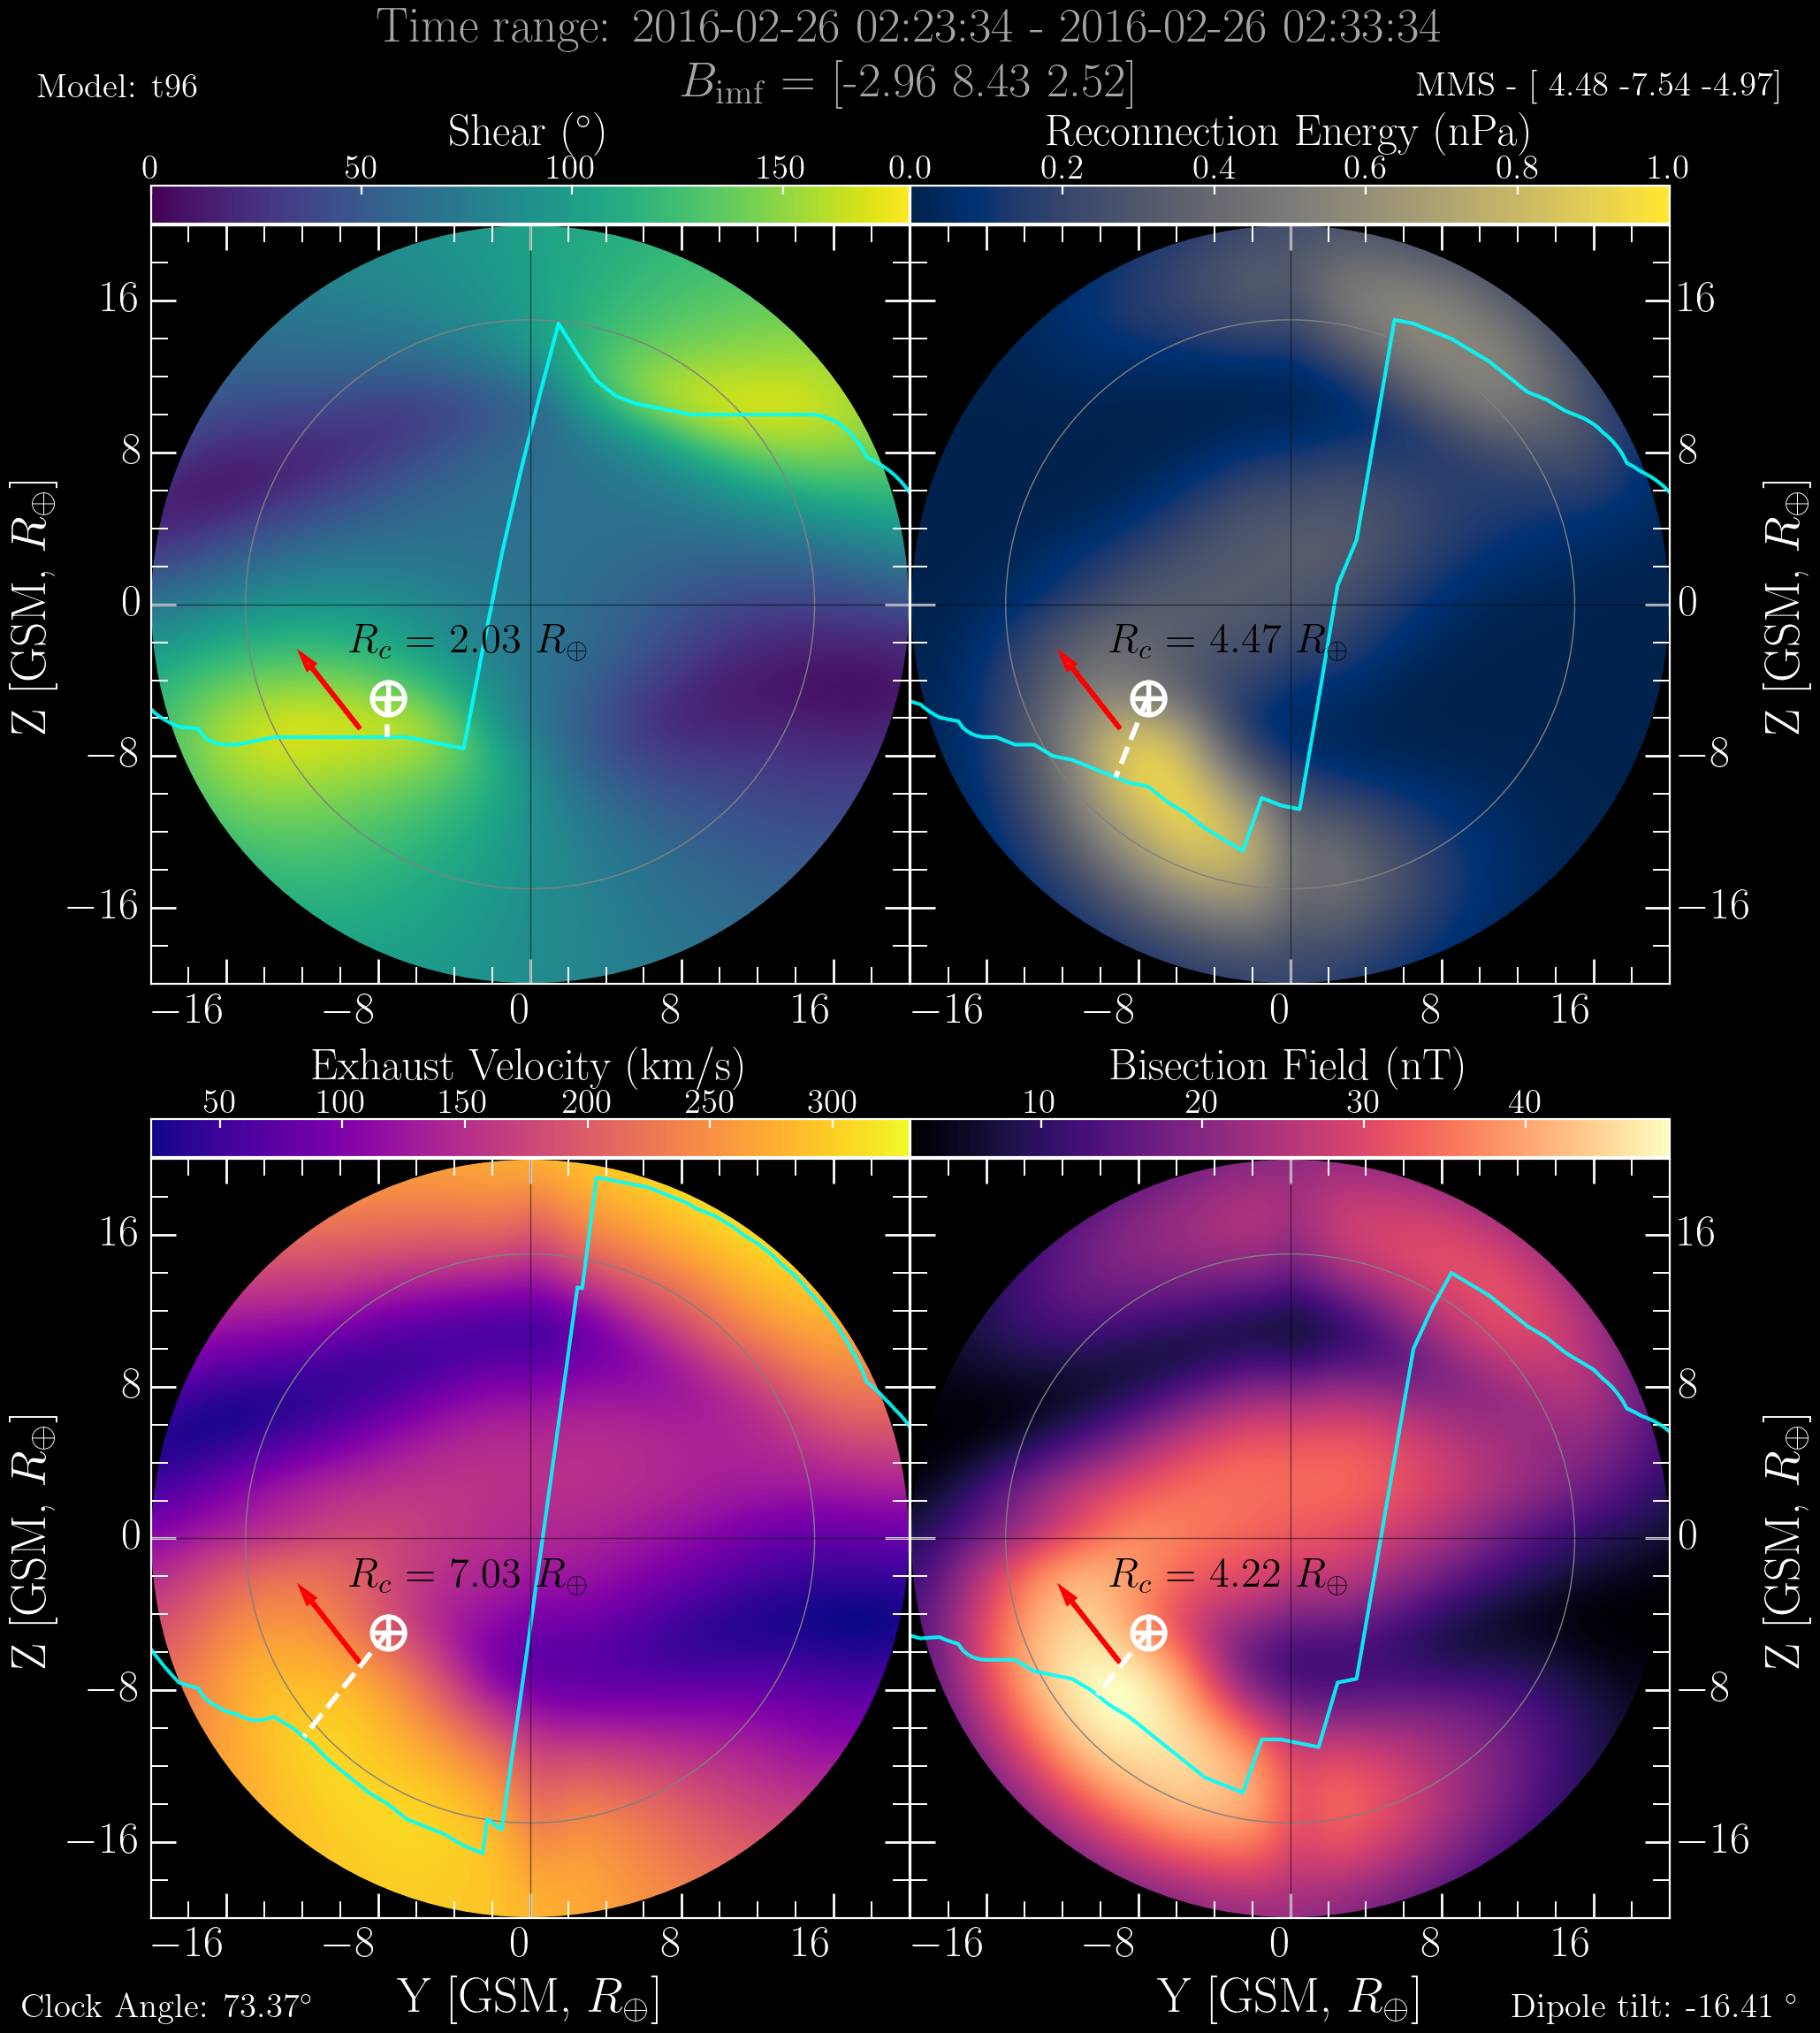 Time range: 2016-02-26 02:23:34 - 2016-02-26 02:33:34
Model: t96
B_imf = [-2.96 8.43 2.52]
MMS - [ 4.48 -7.54 -4.97]
Shear (°)
Reconnection Energy (nPa)
0 50 100 150
0.0 0.2 0.4 0.6 0.8 1.0
16 8 0 −8 −16
Z [GSM, R⊕]
R_c = 2.03 R⊕
R_c = 4.47 R⊕
16 8 0 −8 −16
Z [GSM, R⊕]
−16 −8 0 8 16
−16 −8 0 8 16
Exhaust Velocity (km/s)
Bisection Field (nT)
50 100 150 200 250 300
10 20 30 40
16 8 0 −8 −16
Z [GSM, R⊕]
R_c = 7.03 R⊕
R_c = 4.22 R⊕
16 8 0 −8 −16
Z [GSM, R⊕]
−16 −8 0 8 16
−16 −8 0 8 16
Y [GSM, R⊕]
Y [GSM, R⊕]
Clock Angle: 73.37°
Dipole tilt: -16.41 °